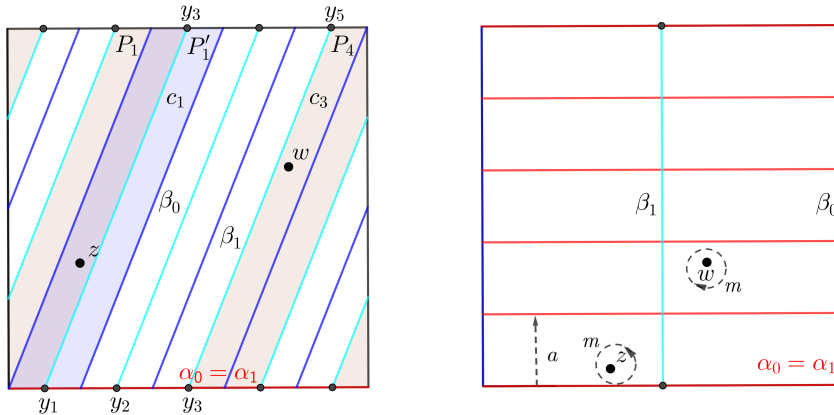 y₃ y₅
P₁ P₁′ P₄
c₁ c₃
w
β₀ β₁
z
α₀ = α₁
y₁ y₂ y₃
β₁ β₀
w
m
m z
a
α₀ = α₁